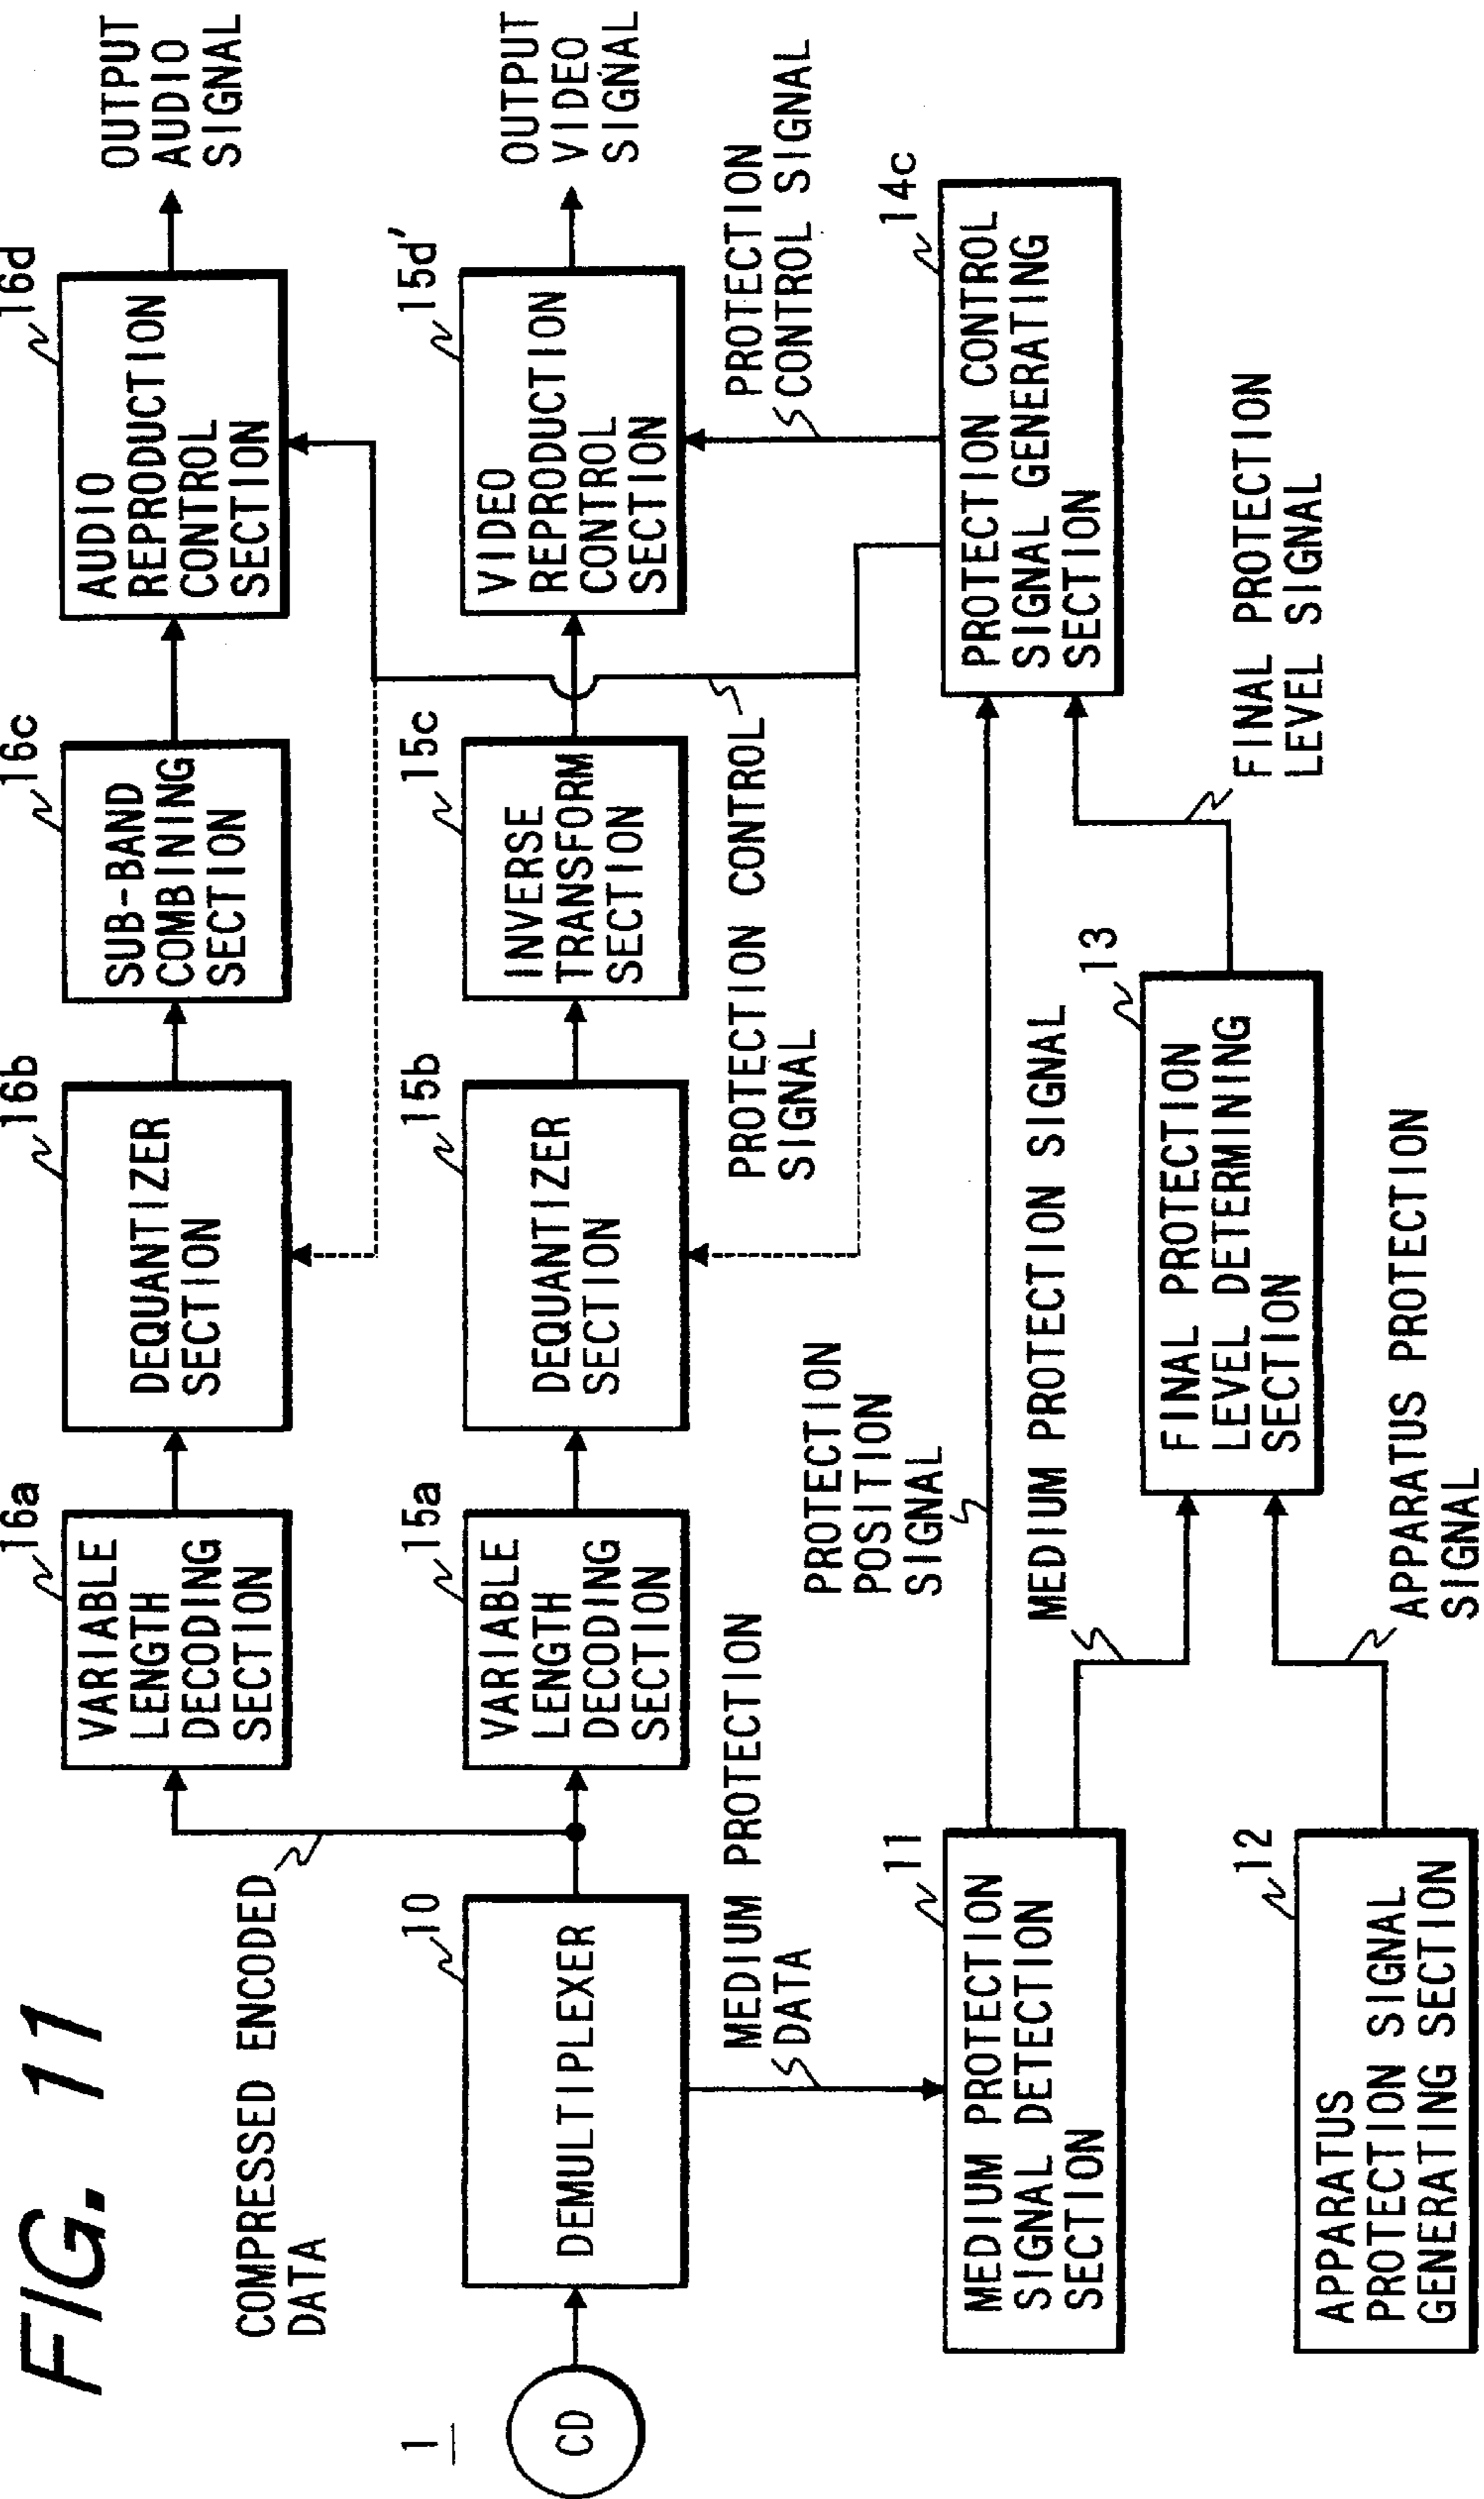 FIG. 11
1
CD
COMPRESSED ENCODED
DATA
10
DEMULTIPLEXER
MEDIUM PROTECTION
DATA
16a
VARIABLE
LENGTH
DECODING
SECTION
16b
DEQUANTIZER
SECTION
16c
SUB-BAND
COMBINING
SECTION
16d
AUDIO
REPRODUCTION
CONTROL
SECTION
OUTPUT
AUDIO
SIGNAL
15a
VARIABLE
LENGTH
DECODING
SECTION
15b
DEQUANTIZER
SECTION
15c
INVERSE
TRANSFORM
SECTION
15d'
VIDEO
REPRODUCTION
CONTROL
SECTION
OUTPUT
VIDEO
SIGNAL
PROTECTION
POSITION
SIGNAL
PROTECTION CONTROL
SIGNAL
PROTECTION
CONTROL SIGNAL
11
MEDIUM PROTECTION
SIGNAL DETECTION
SECTION
MEDIUM PROTECTION SIGNAL
14c
PROTECTION CONTROL
SIGNAL GENERATING
SECTION
12
APPARATUS
PROTECTION SIGNAL
GENERATING SECTION
APPARATUS PROTECTION
SIGNAL
13
FINAL PROTECTION
LEVEL DETERMINING
SECTION
FINAL PROTECTION
LEVEL SIGNAL